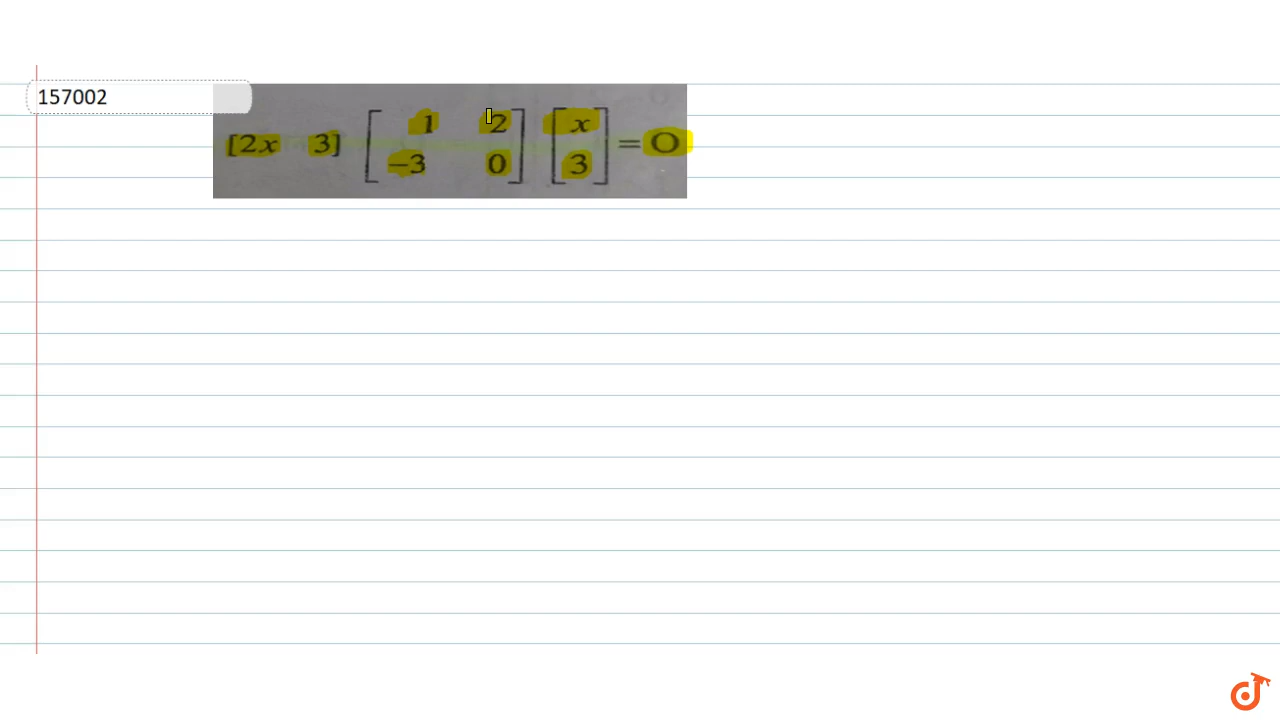 157002
[2x 3] [1 2] [x] = O
[-3 0] [3]